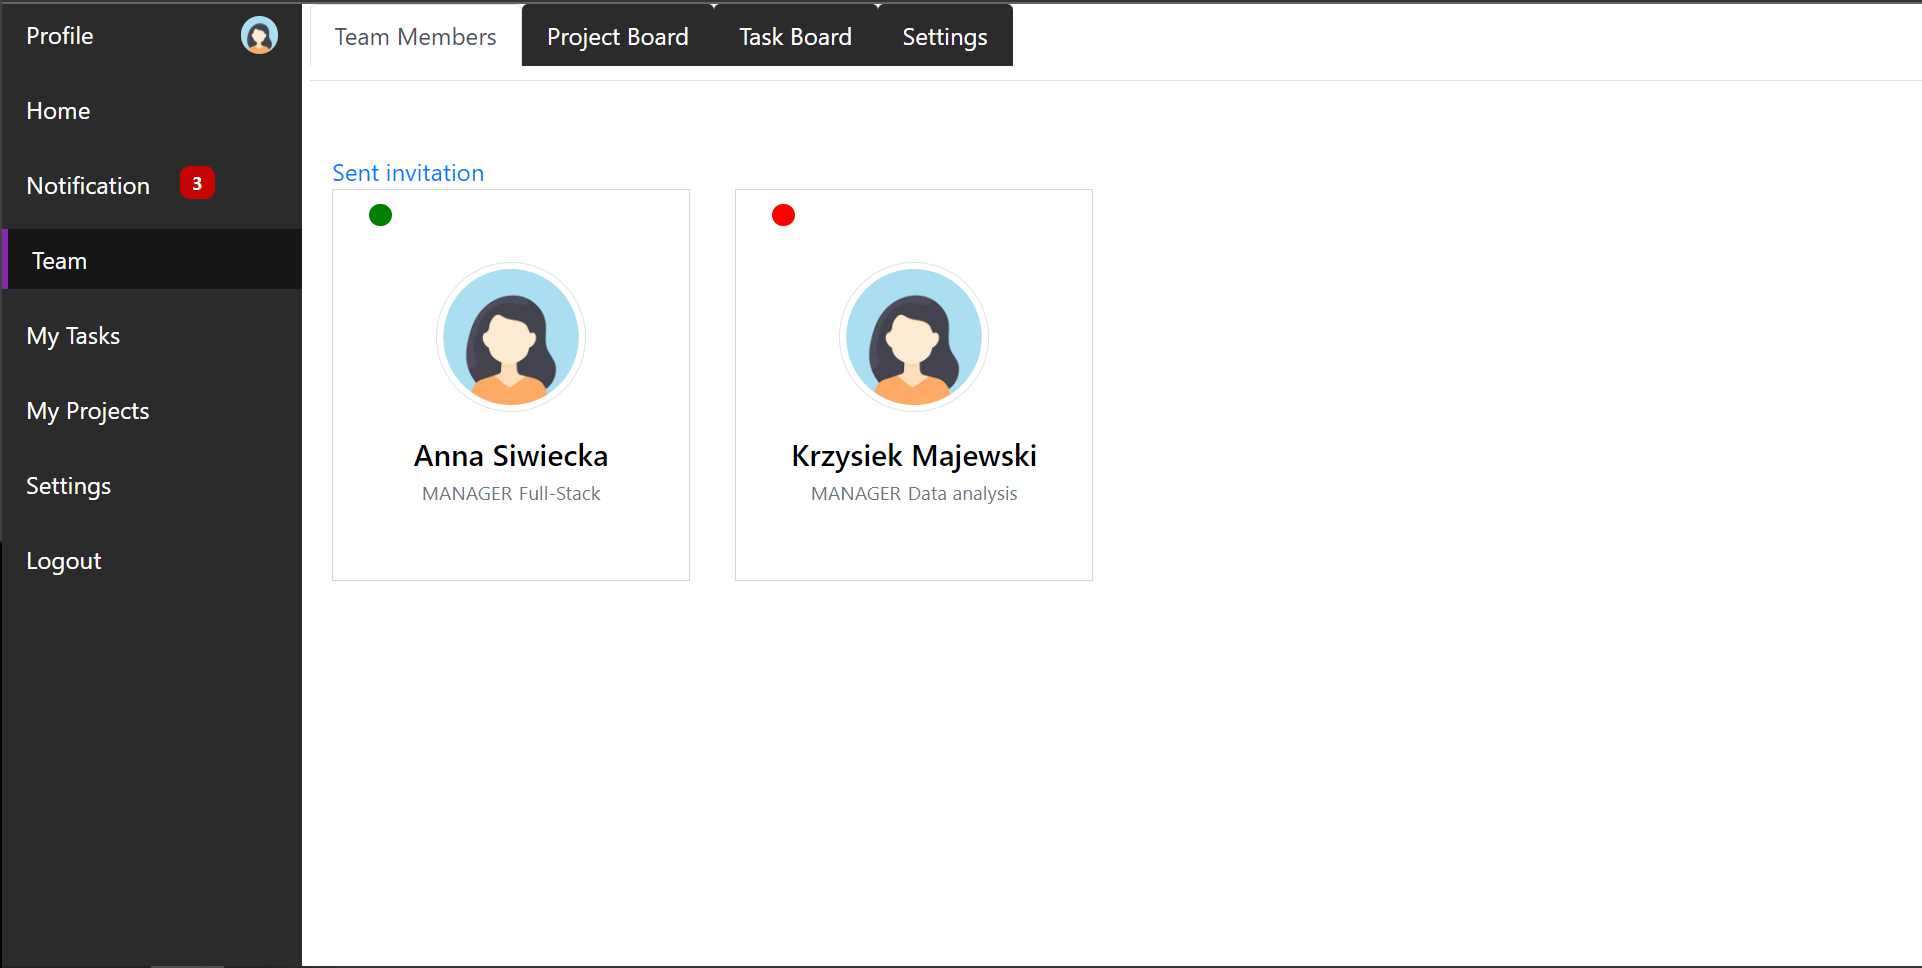 Profile
Home
Notification 3
Team
My Tasks
My Projects
Settings
Logout
Team Members Project Board Task Board Settings
Sent invitation
Anna Siwiecka
MANAGER Full-Stack
Krzysiek Majewski
MANAGER Data analysis